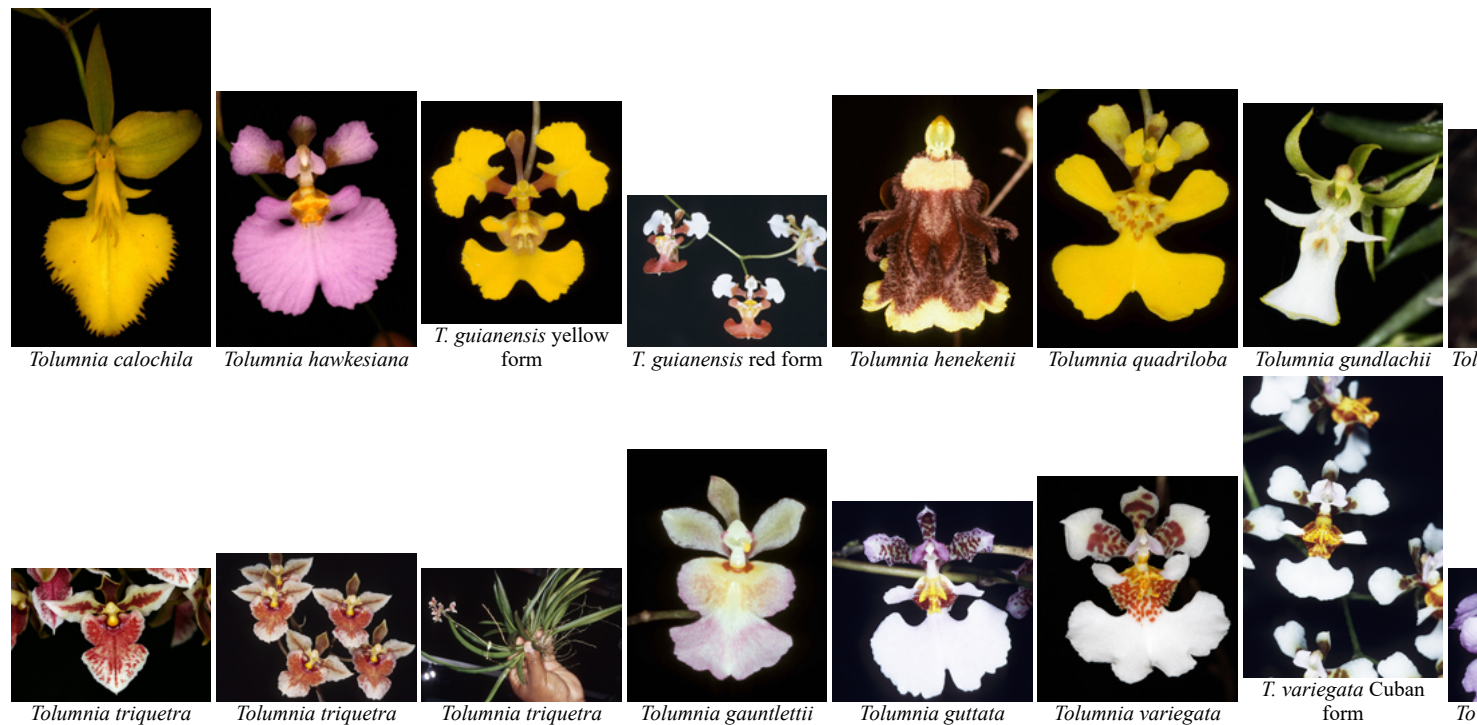 Tolumnia calochila
Tolumnia hawkesiana
T. guianensis yellow
form
T. guianensis red form
Tolumnia henekenii
Tolumnia quadriloba
Tolumnia gundlachii
Tolumnia triquetra
Tolumnia triquetra
Tolumnia triquetra
Tolumnia gauntlettii
Tolumnia guttata
Tolumnia variegata
T. variegata Cuban
form